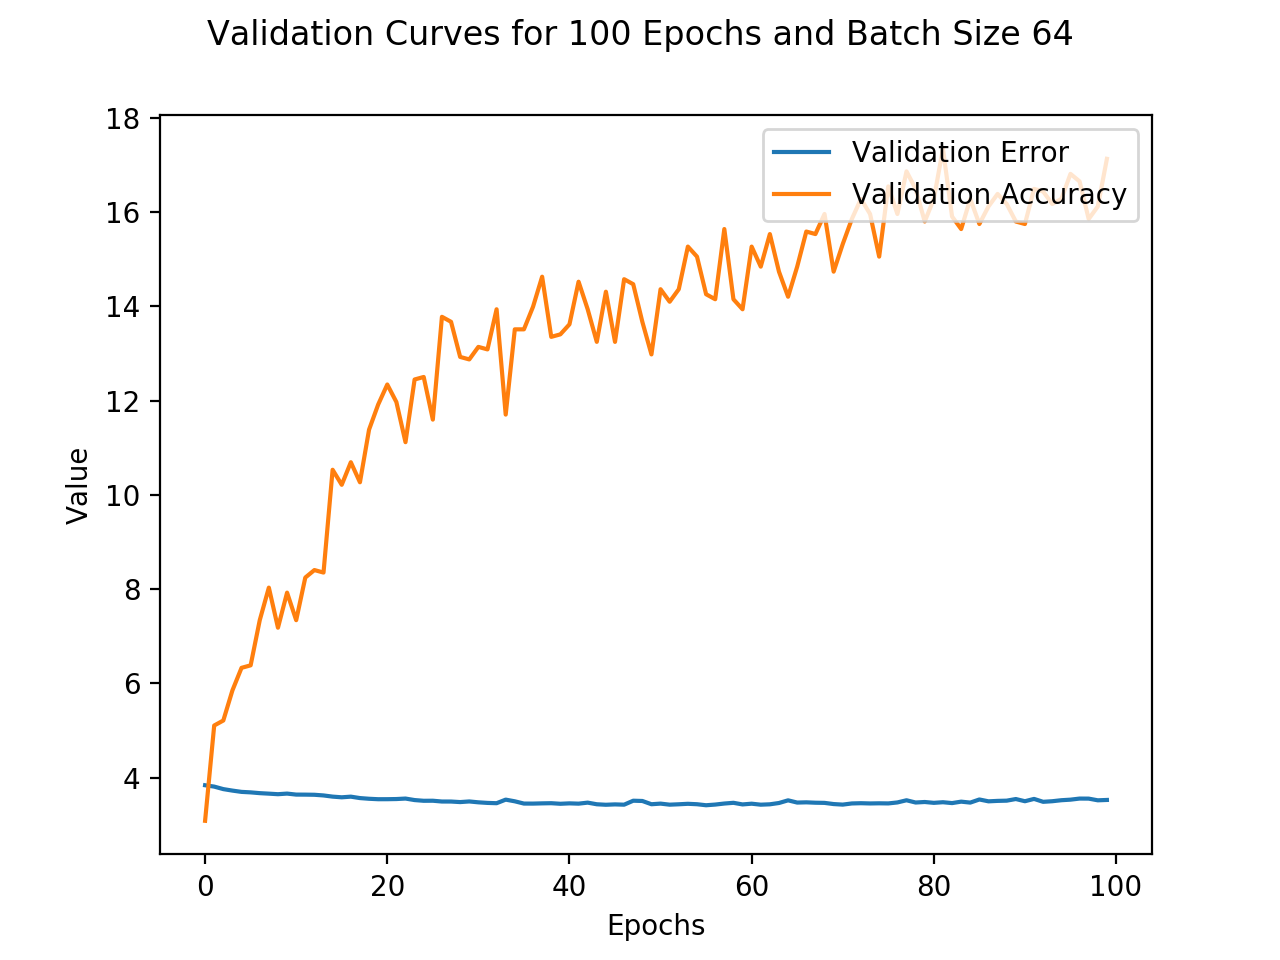 Validation Curves for 100 Epochs and Batch Size 64
18
Validation Error
Validation Accuracy
16
14
12
10
8
6
4
Value
0 20 40 60 80 100
Epochs